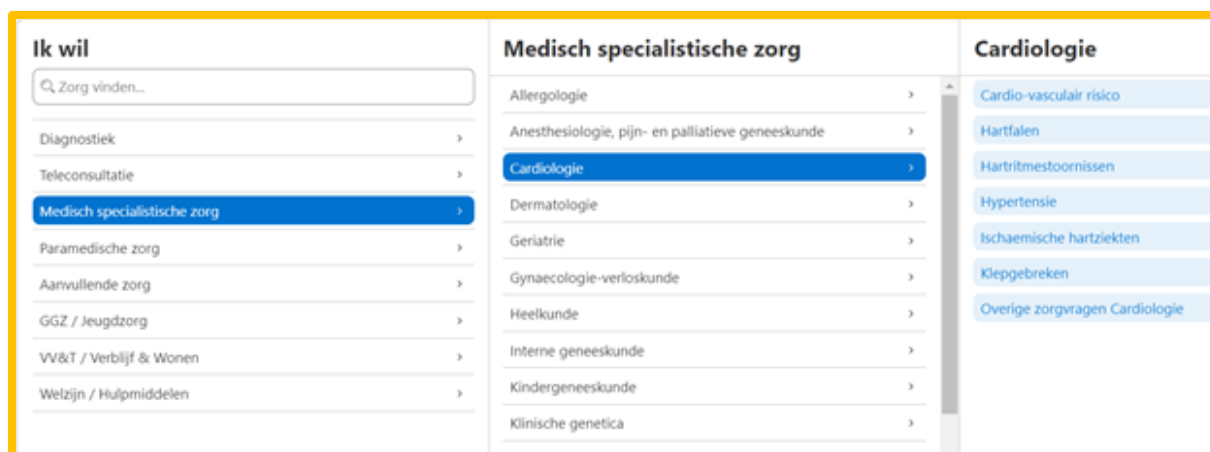 Ik wil
Zorg vinden...
Diagnostiek
Teleconsultatie
Medisch specialistische zorg
Paramedische zorg
Aanvullende zorg
GGZ / Jeugdzorg
VV&T / Verblijf & Wonen
Welzijn / Hulpmiddelen
Medisch specialistische zorg
Allergologie
Anesthesiologie, pijn- en palliatieve geneeskunde
Cardiologie
Dermatologie
Geriatrie
Gynaecologie-verloskunde
Heelkunde
Interne geneeskunde
Kindergeneeskunde
Klinische genetica
Cardiologie
Cardio-vasculair risico
Hartfalen
Hartritmestoornissen
Hypertensie
Ischaemische hartziekten
Klepgebreken
Overige zorgvragen Cardiologie